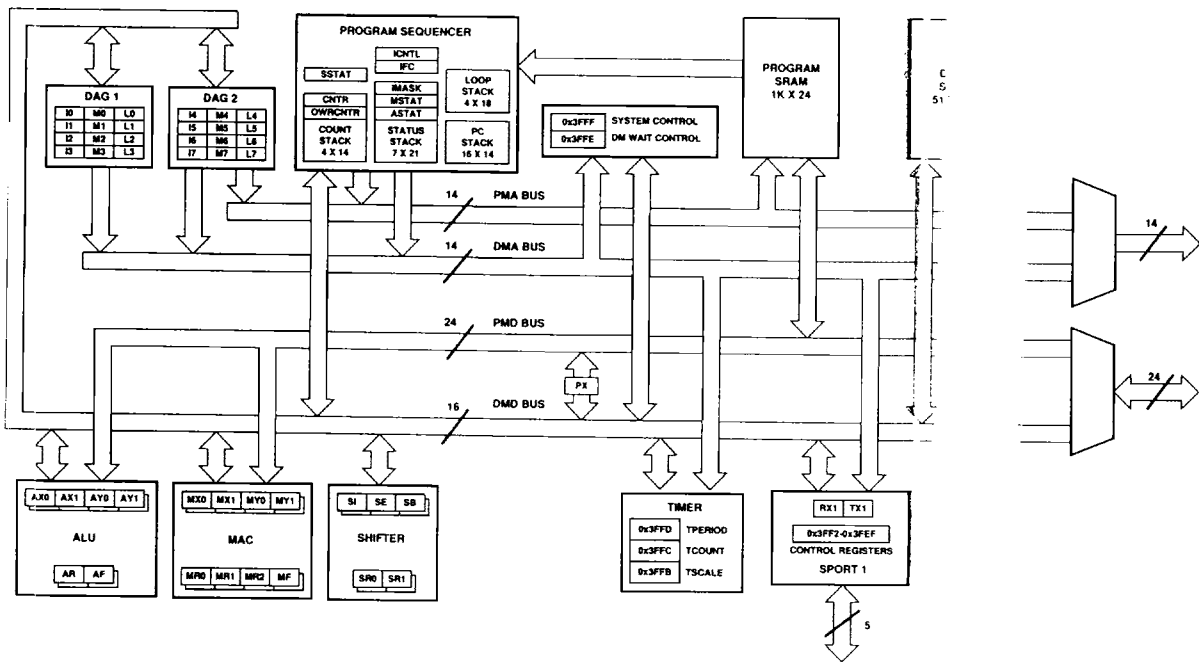 PROGRAM SEQUENCER
SSTAT
CNTR
OWRCNTR
COUNT
STACK
4 X 14
ICNTL
IFC
IMASK
MSTAT
ASTAT
STATUS
STACK
7 X 21
LOOP
STACK
4 X 18
PC
STACK
16 X 14
DAG 1
I0 M0 L0
I1 M1 L1
I2 M2 L2
I3 M3 L3
DAG 2
I4 M4 L4
I5 M5 L5
I6 M6 L6
I7 M7 L7
0x3FFF SYSTEM CONTROL
0x3FFE DM WAIT CONTROL
PROGRAM
SRAM
1K X 24
S
51
14 PMA BUS
14
14 DMA BUS
24 PMD BUS
24
PX
16 DMD BUS
AX0 AX1 AY0 AY1
ALU
AR AF
MX0 MX1 MY0 MY1
MAC
MR0 MR1 MR2 MF
SI SE SB
SHIFTER
SR0 SR1
TIMER
0x3FFD TPERIOD
0x3FFC TCOUNT
0x3FFB TSCALE
RX1 TX1
0x3FF2-0x3FEF
CONTROL REGISTERS
SPORT 1
5